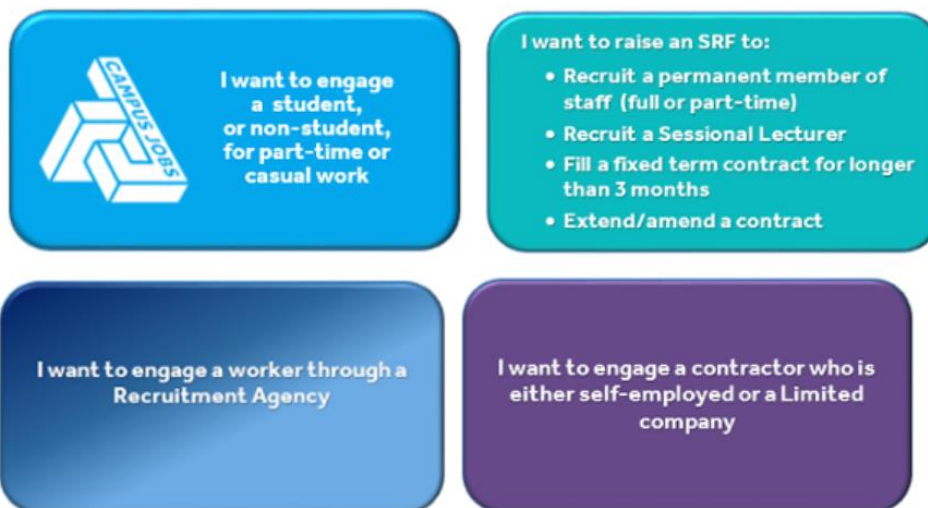 CAMPUS JOBS
I want to engage
a student,
or non-student,
for part-time or
casual work
I want to raise an SRF to:
• Recruit a permanent member of
staff (full or part-time)
• Recruit a Sessional Lecturer
• Fill a fixed term contract for longer
than 3 months
• Extend/amend a contract
I want to engage a worker through a
Recruitment Agency
I want to engage a contractor who is
either self-employed or a Limited
company